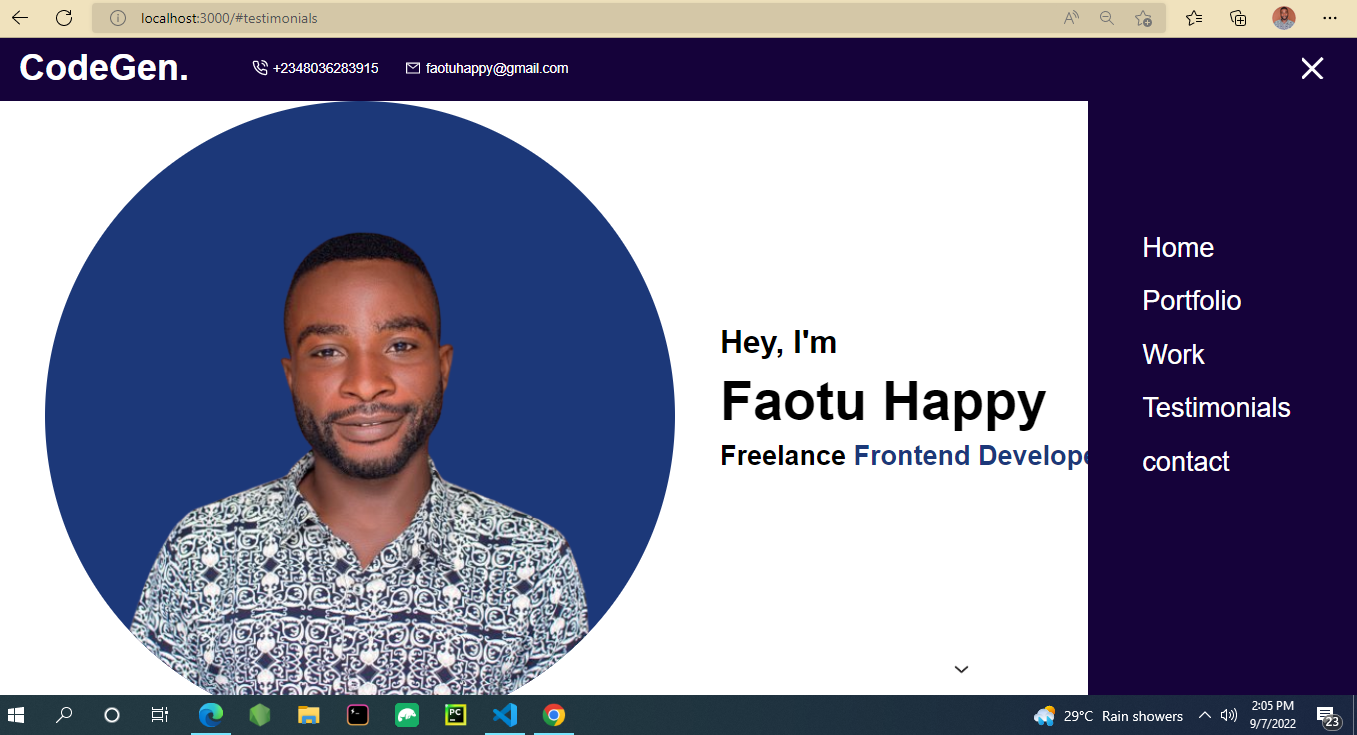 localhost:3000/#testimonials
CodeGen.
+2348036283915
faotuhappy@gmail.com
Home
Portfolio
Work
Testimonials
contact
Hey, I'm
Faotu Happy
Freelance Frontend Develope
PC
29°C Rain showers
2:05 PM
9/7/2022
23